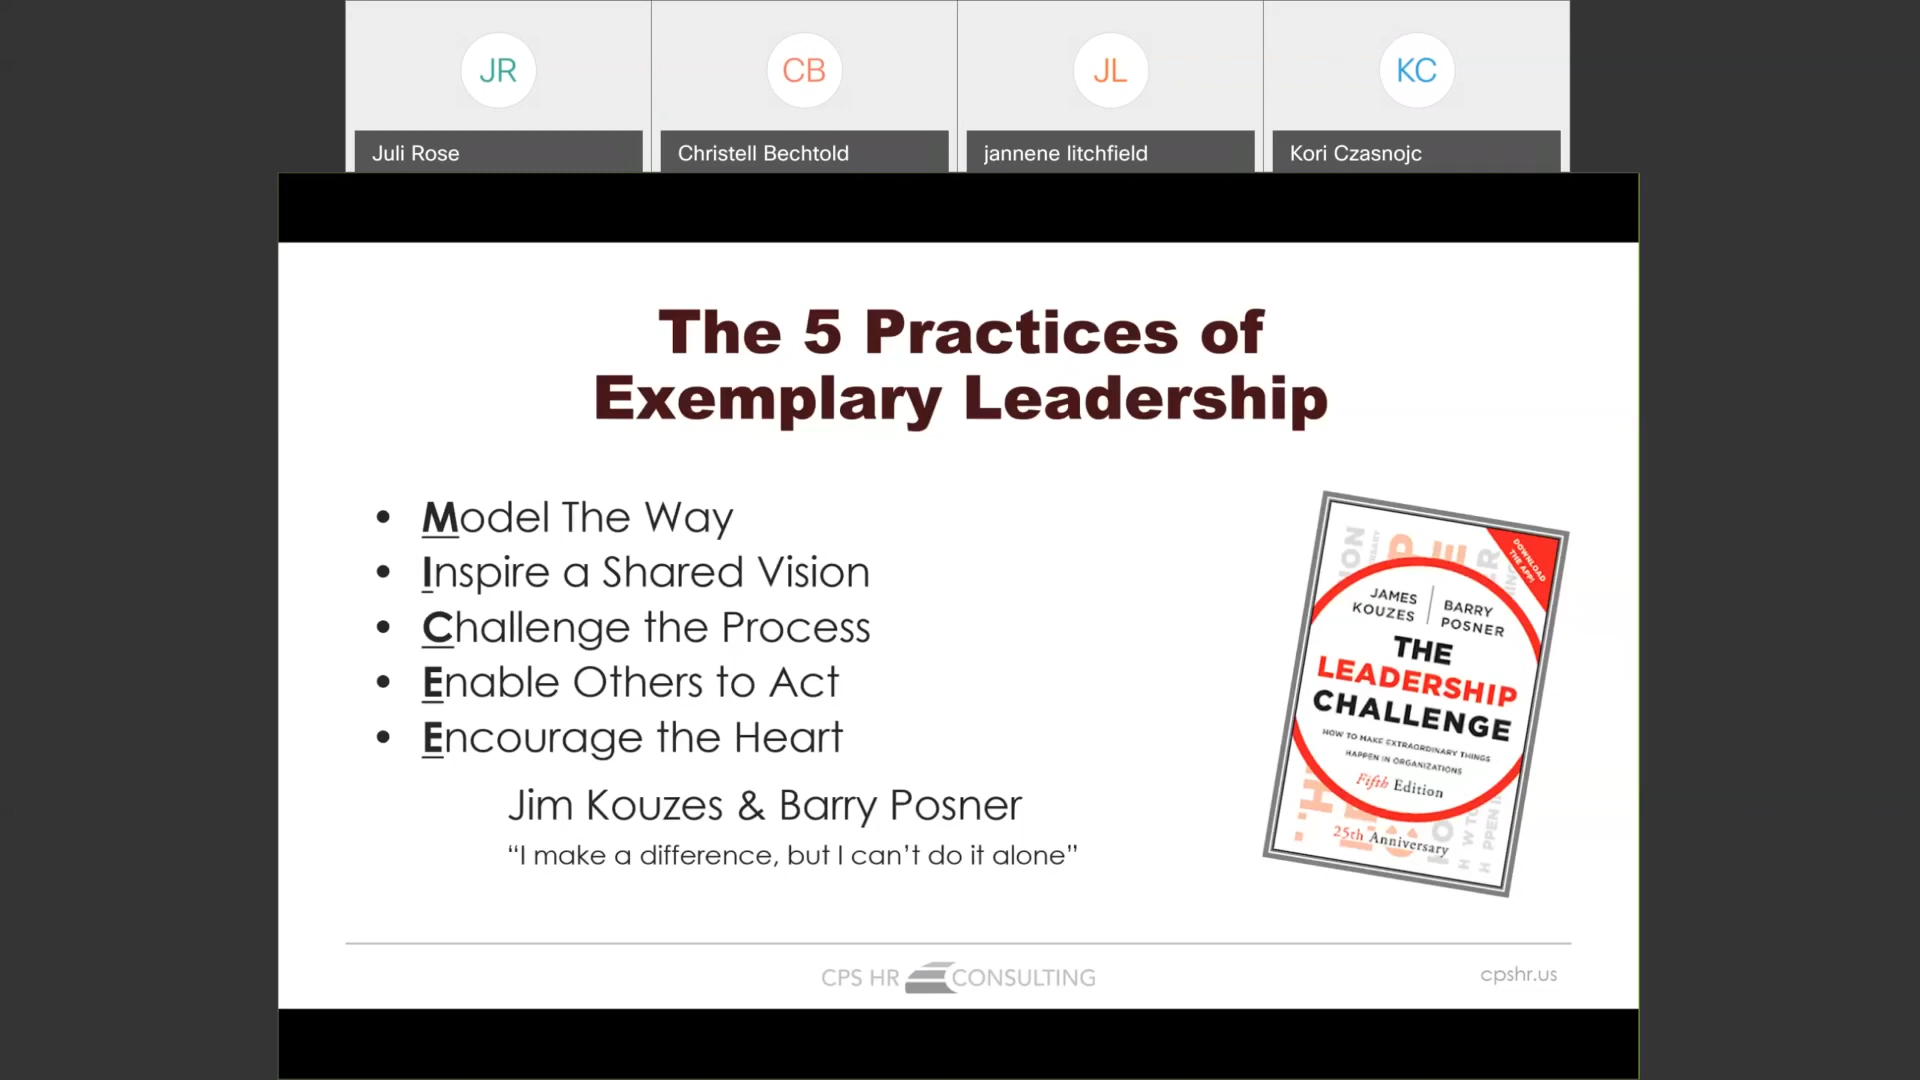 JR
CB
JL
KC
Juli Rose
Christell Bechtold
jannene litchfield
Kori Czasnojc
The 5 Practices of
Exemplary Leadership
• Model The Way
• Inspire a Shared Vision
• Challenge the Process
• Enable Others to Act
• Encourage the Heart
Jim Kouzes & Barry Posner
“I make a difference, but I can’t do it alone”
DOWNLOAD
THE APP!
JAMES
KOUZES
BARRY
POSNER
THE
LEADERSHIP
CHALLENGE
HOW TO MAKE EXTRAORDINARY THINGS
HAPPEN IN ORGANIZATIONS
Fifth Edition
25th Anniversary
CPS HR CONSULTING
cpshr.us